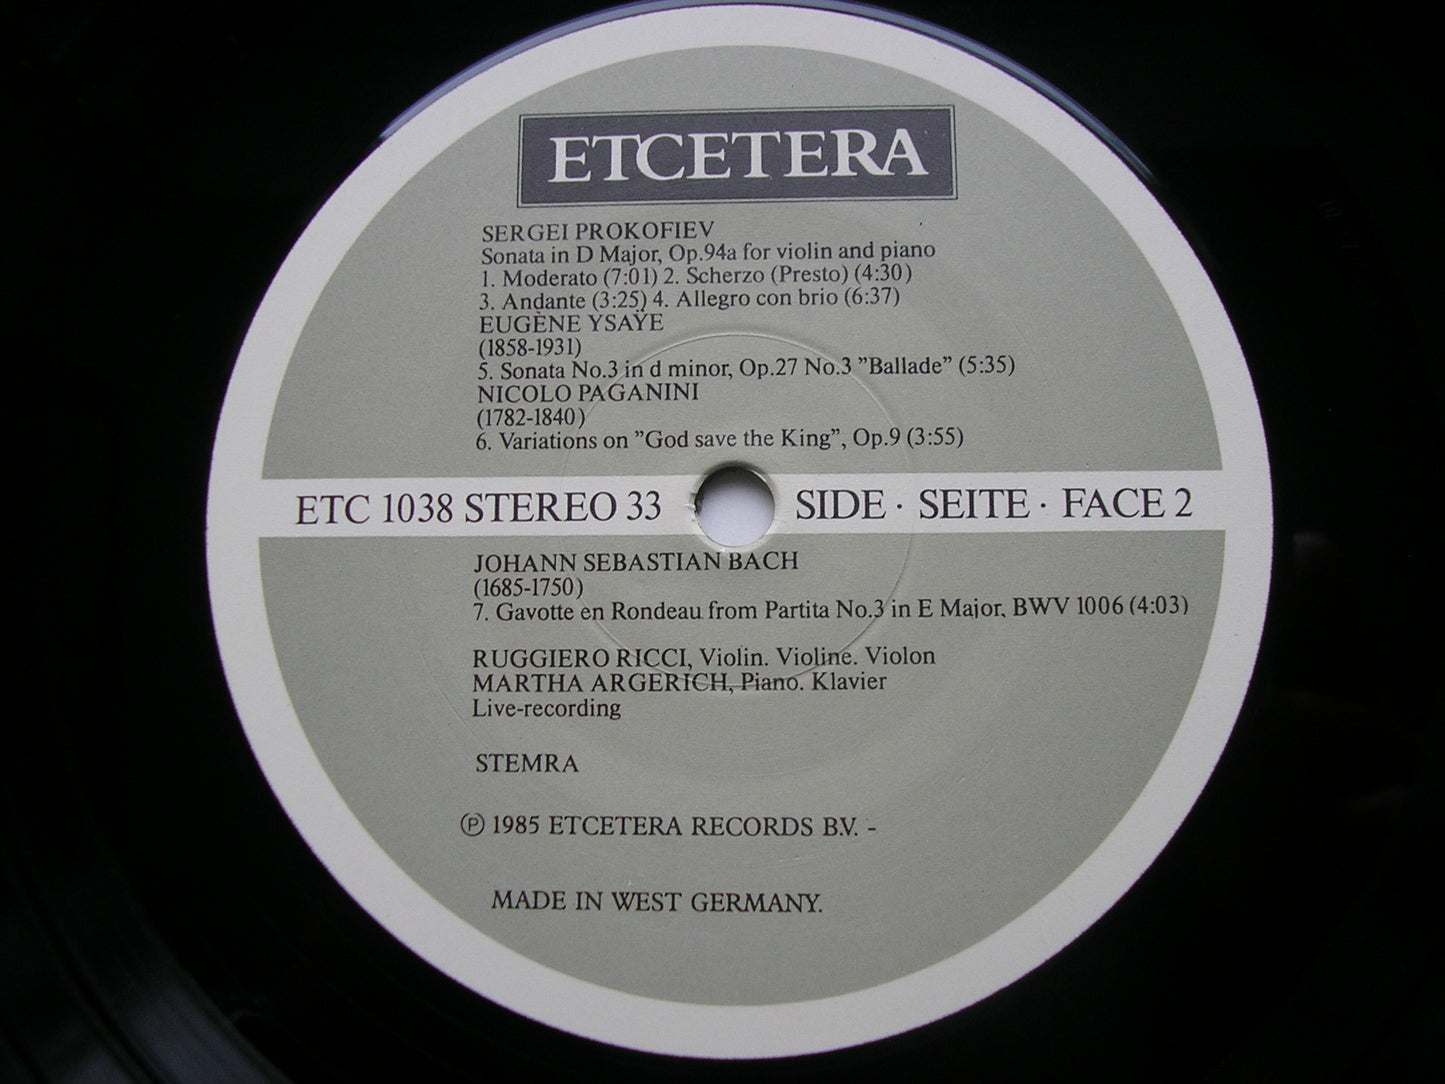 ETCETERA
SERGEI PROKOFIEV
Sonata in D Major, Op.94a for violin and piano
1. Moderato (7:01) 2. Scherzo (Presto) (4:30)
3. Andante (3:25) 4. Allegro con brio (6:37)
EUGÈNE YSAŸE
(1858-1931)
5. Sonata No.3 in d minor, Op.27 No.3 ”Ballade” (5:35)
NICOLO PAGANINI
(1782-1840)
6. Variations on ”God save the King”, Op.9 (3:55)
ETC 1038 STEREO 33 SIDE · SEITE · FACE 2
JOHANN SEBASTIAN BACH
(1685-1750)
7. Gavotte en Rondeau from Partita No.3 in E Major, BWV 1006 (4:03)
RUGGIERO RICCI, Violin. Violine. Violon
MARTHA ARGERICH, Piano. Klavier
Live-recording
STEMRA
Ⓟ 1985 ETCETERA RECORDS B.V. -
MADE IN WEST GERMANY.